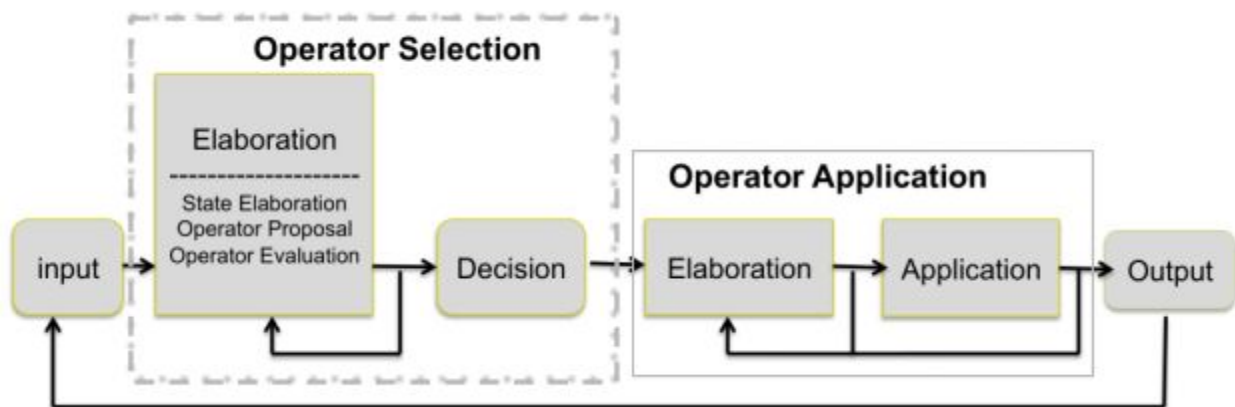 Operator Selection
Elaboration
--------------------
State Elaboration
Operator Proposal
Operator Evaluation
Operator Application
input
Decision
Elaboration
Application
Output